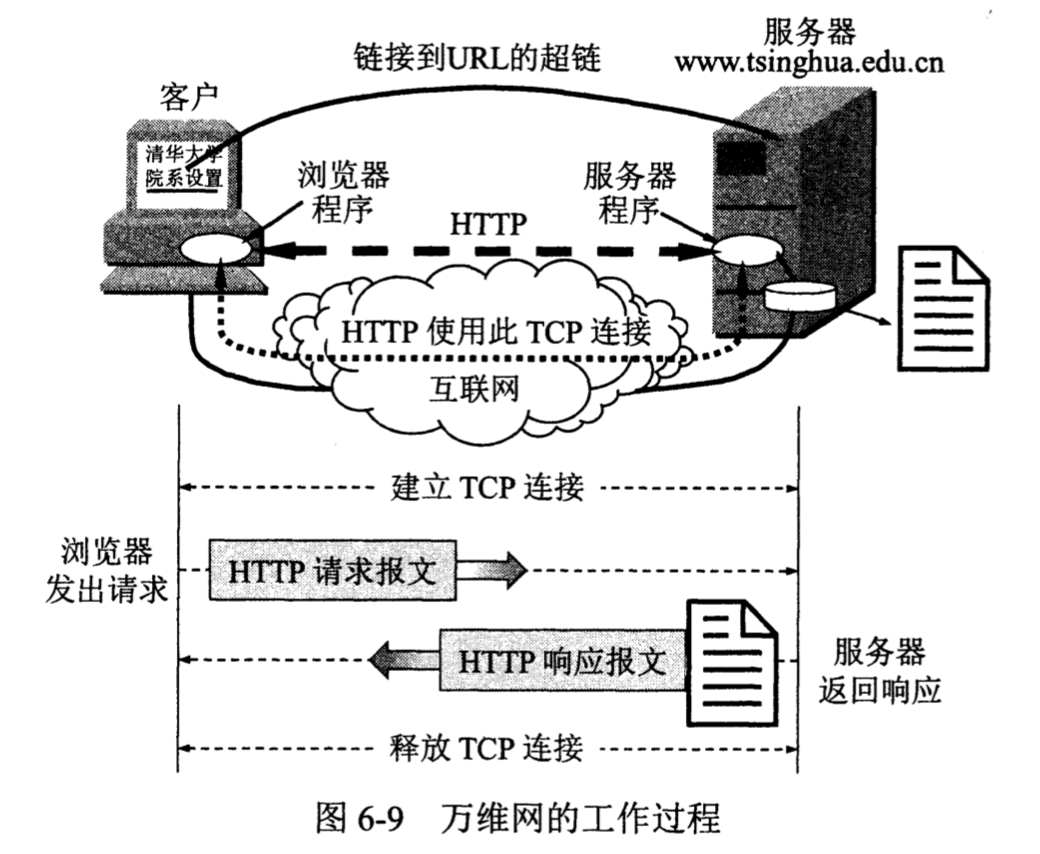 链接到URL的超链
服务器
www.tsinghua.edu.cn
客户
清华大学
院系设置
浏览器
程序
服务器
程序
HTTP
HTTP 使用此 TCP 连接
互联网
建立 TCP 连接
浏览器
发出请求
HTTP 请求报文
HTTP 响应报文
服务器
返回响应
释放 TCP 连接
图 6-9 万维网的工作过程